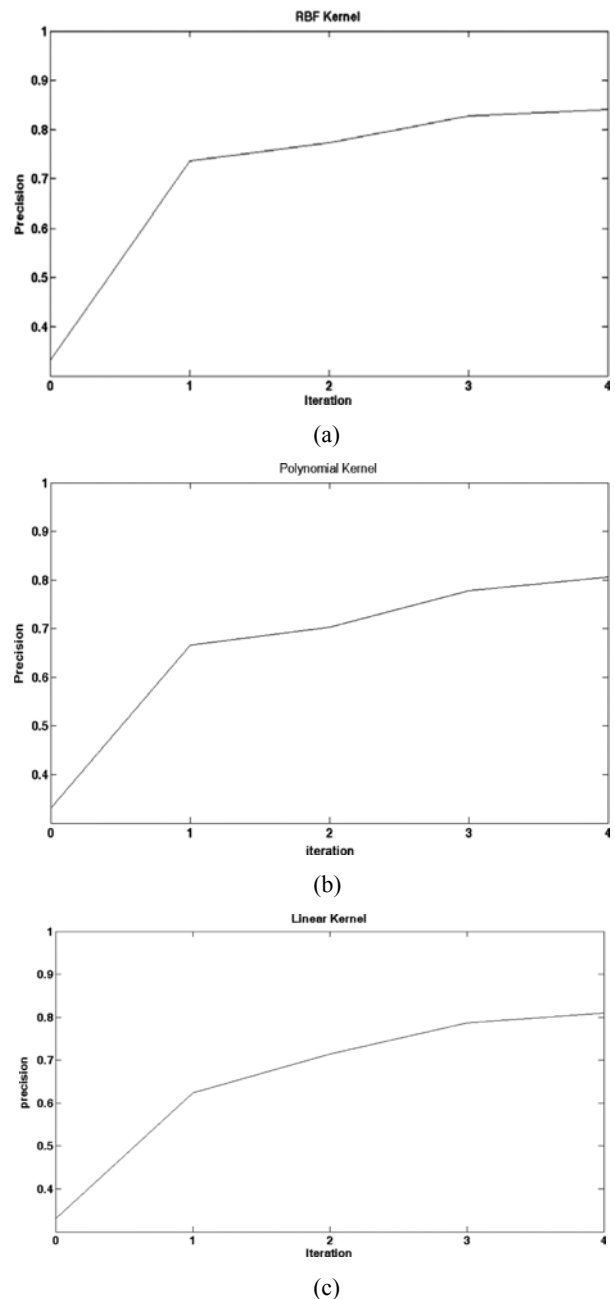 RBF Kernel
1
0.9
0.8
0.7
0.6
0.5
0.4
Precision
0 1 2 3 4
Iteration
(a)
Polynomial Kernel
1
0.9
0.8
0.7
0.6
0.5
0.4
Precision
0 1 2 3 4
iteration
(b)
Linear Kernel
1
0.9
0.8
0.7
0.6
0.5
0.4
precision
0 1 2 3 4
Iteration
(c)